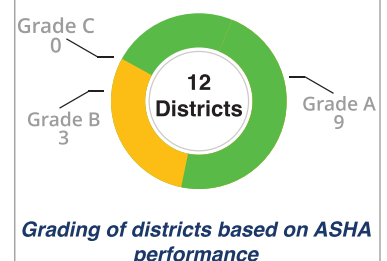 Grade C
0
12
Districts
Grade A
9
Grade B
3
Grading of districts based on ASHA
performance